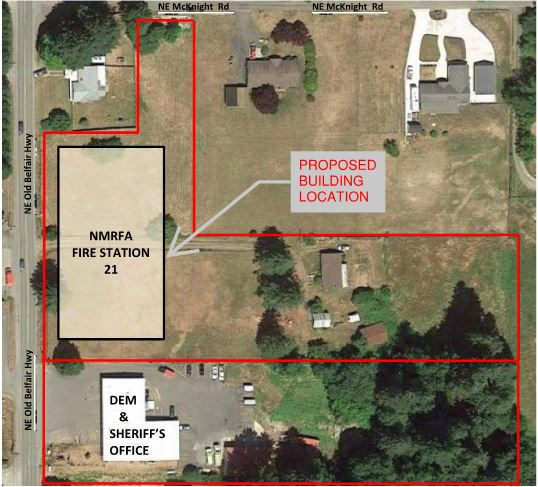 NE McKnight Rd
NE McKnight Rd
NE Old Belfair Hwy
PROPOSED
BUILDING
LOCATION
NMRFA
FIRE STATION
21
NE Old Belfair Hwy
DEM
&
SHERIFF'S
OFFICE